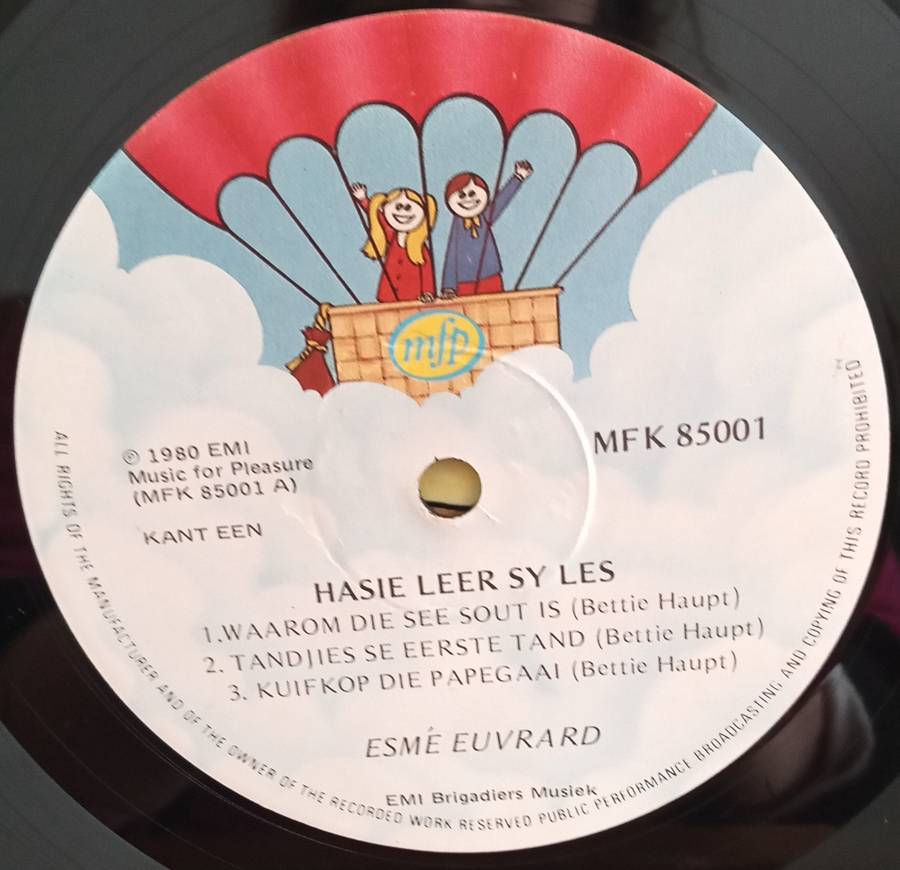 mfp
MFK 85001
℗ 1980 EMI
Music for Pleasure
(MFK 85001 A)
KANT EEN
HASIE LEER SY LES
1.WAAROM DIE SEE SOUT IS (Bettie Haupt)
2. TANDJIES SE EERSTE TAND (Bettie Haupt)
3. KUIFKOP DIE PAPEGAAI (Bettie Haupt)
ESMÉ EUVRARD
EMI Brigadiers Musiek
ALL RIGHTS OF THE MANUFACTURER AND OF THE OWNER OF THE RECORDED WORK RESERVED PUBLIC PERFORMANCE BROADCASTING AND COPYING OF THIS RECORD PROHIBITED